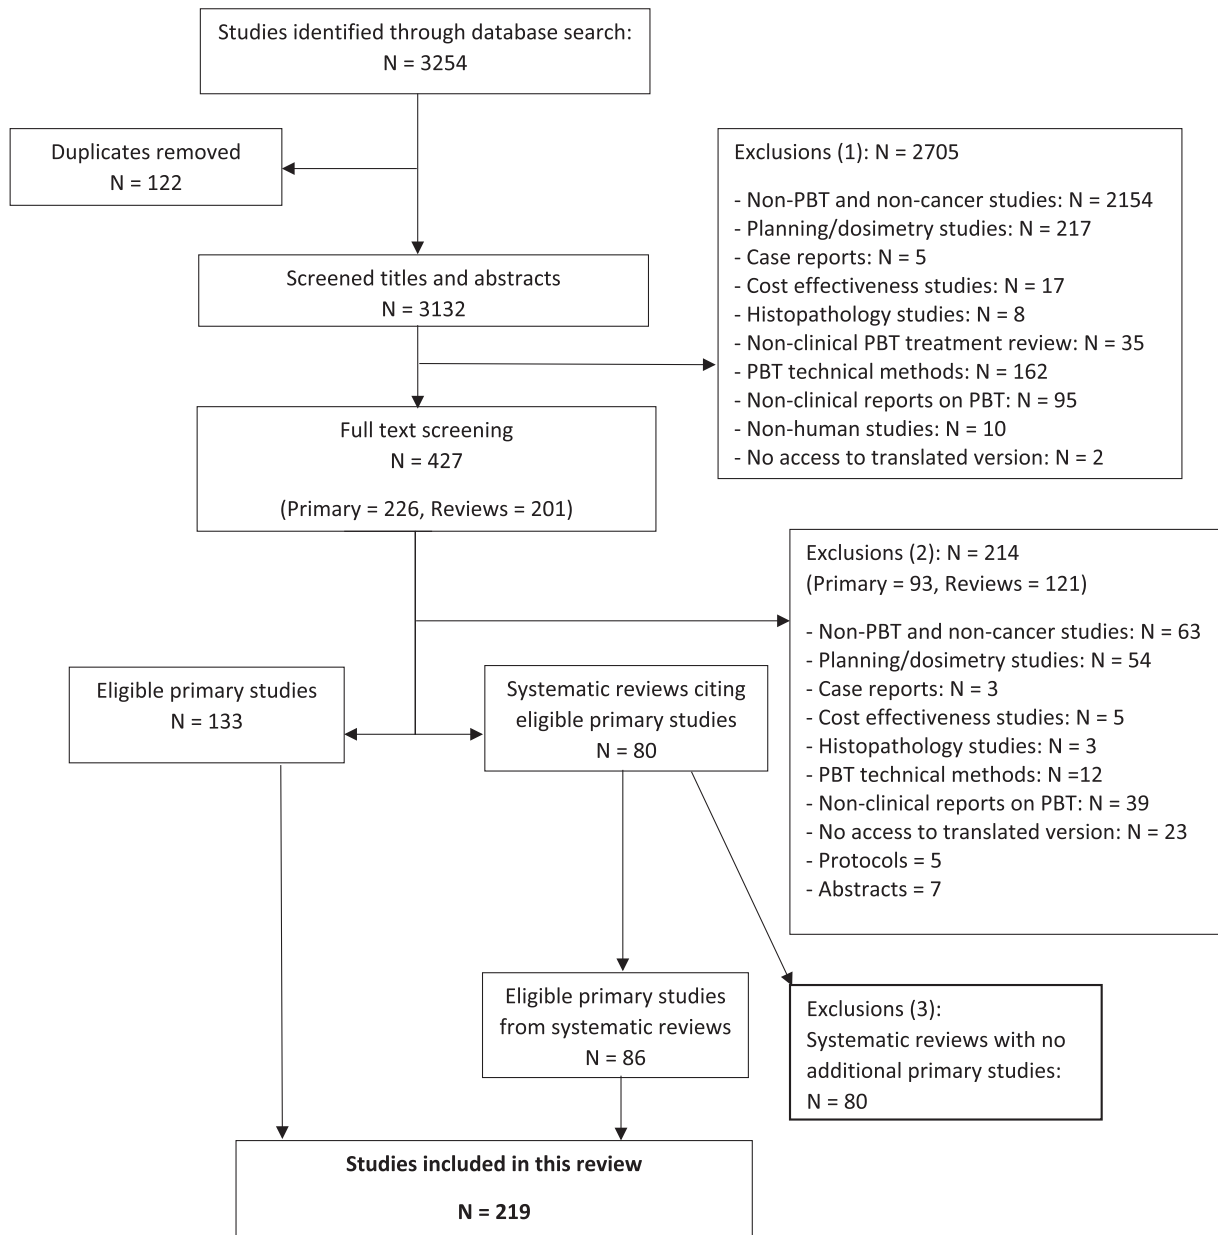 Studies identified through database search:
N = 3254
Duplicates removed
N = 122
Exclusions (1): N = 2705
- Non-PBT and non-cancer studies: N = 2154
- Planning/dosimetry studies: N = 217
- Case reports: N = 5
- Cost effectiveness studies: N = 17
- Histopathology studies: N = 8
- Non-clinical PBT treatment review: N = 35
- PBT technical methods: N = 162
- Non-clinical reports on PBT: N = 95
- Non-human studies: N = 10
- No access to translated version: N = 2
Screened titles and abstracts
N = 3132
Full text screening
N = 427
(Primary = 226, Reviews = 201)
Exclusions (2): N = 214
(Primary = 93, Reviews = 121)
- Non-PBT and non-cancer studies: N = 63
- Planning/dosimetry studies: N = 54
- Case reports: N = 3
- Cost effectiveness studies: N = 5
- Histopathology studies: N = 3
- PBT technical methods: N =12
- Non-clinical reports on PBT: N = 39
- No access to translated version: N = 23
- Protocols = 5
- Abstracts = 7
Eligible primary studies
N = 133
Systematic reviews citing
eligible primary studies
N = 80
Eligible primary studies
from systematic reviews
N = 86
Exclusions (3):
Systematic reviews with no
additional primary studies:
N = 80
Studies included in this review
N = 219